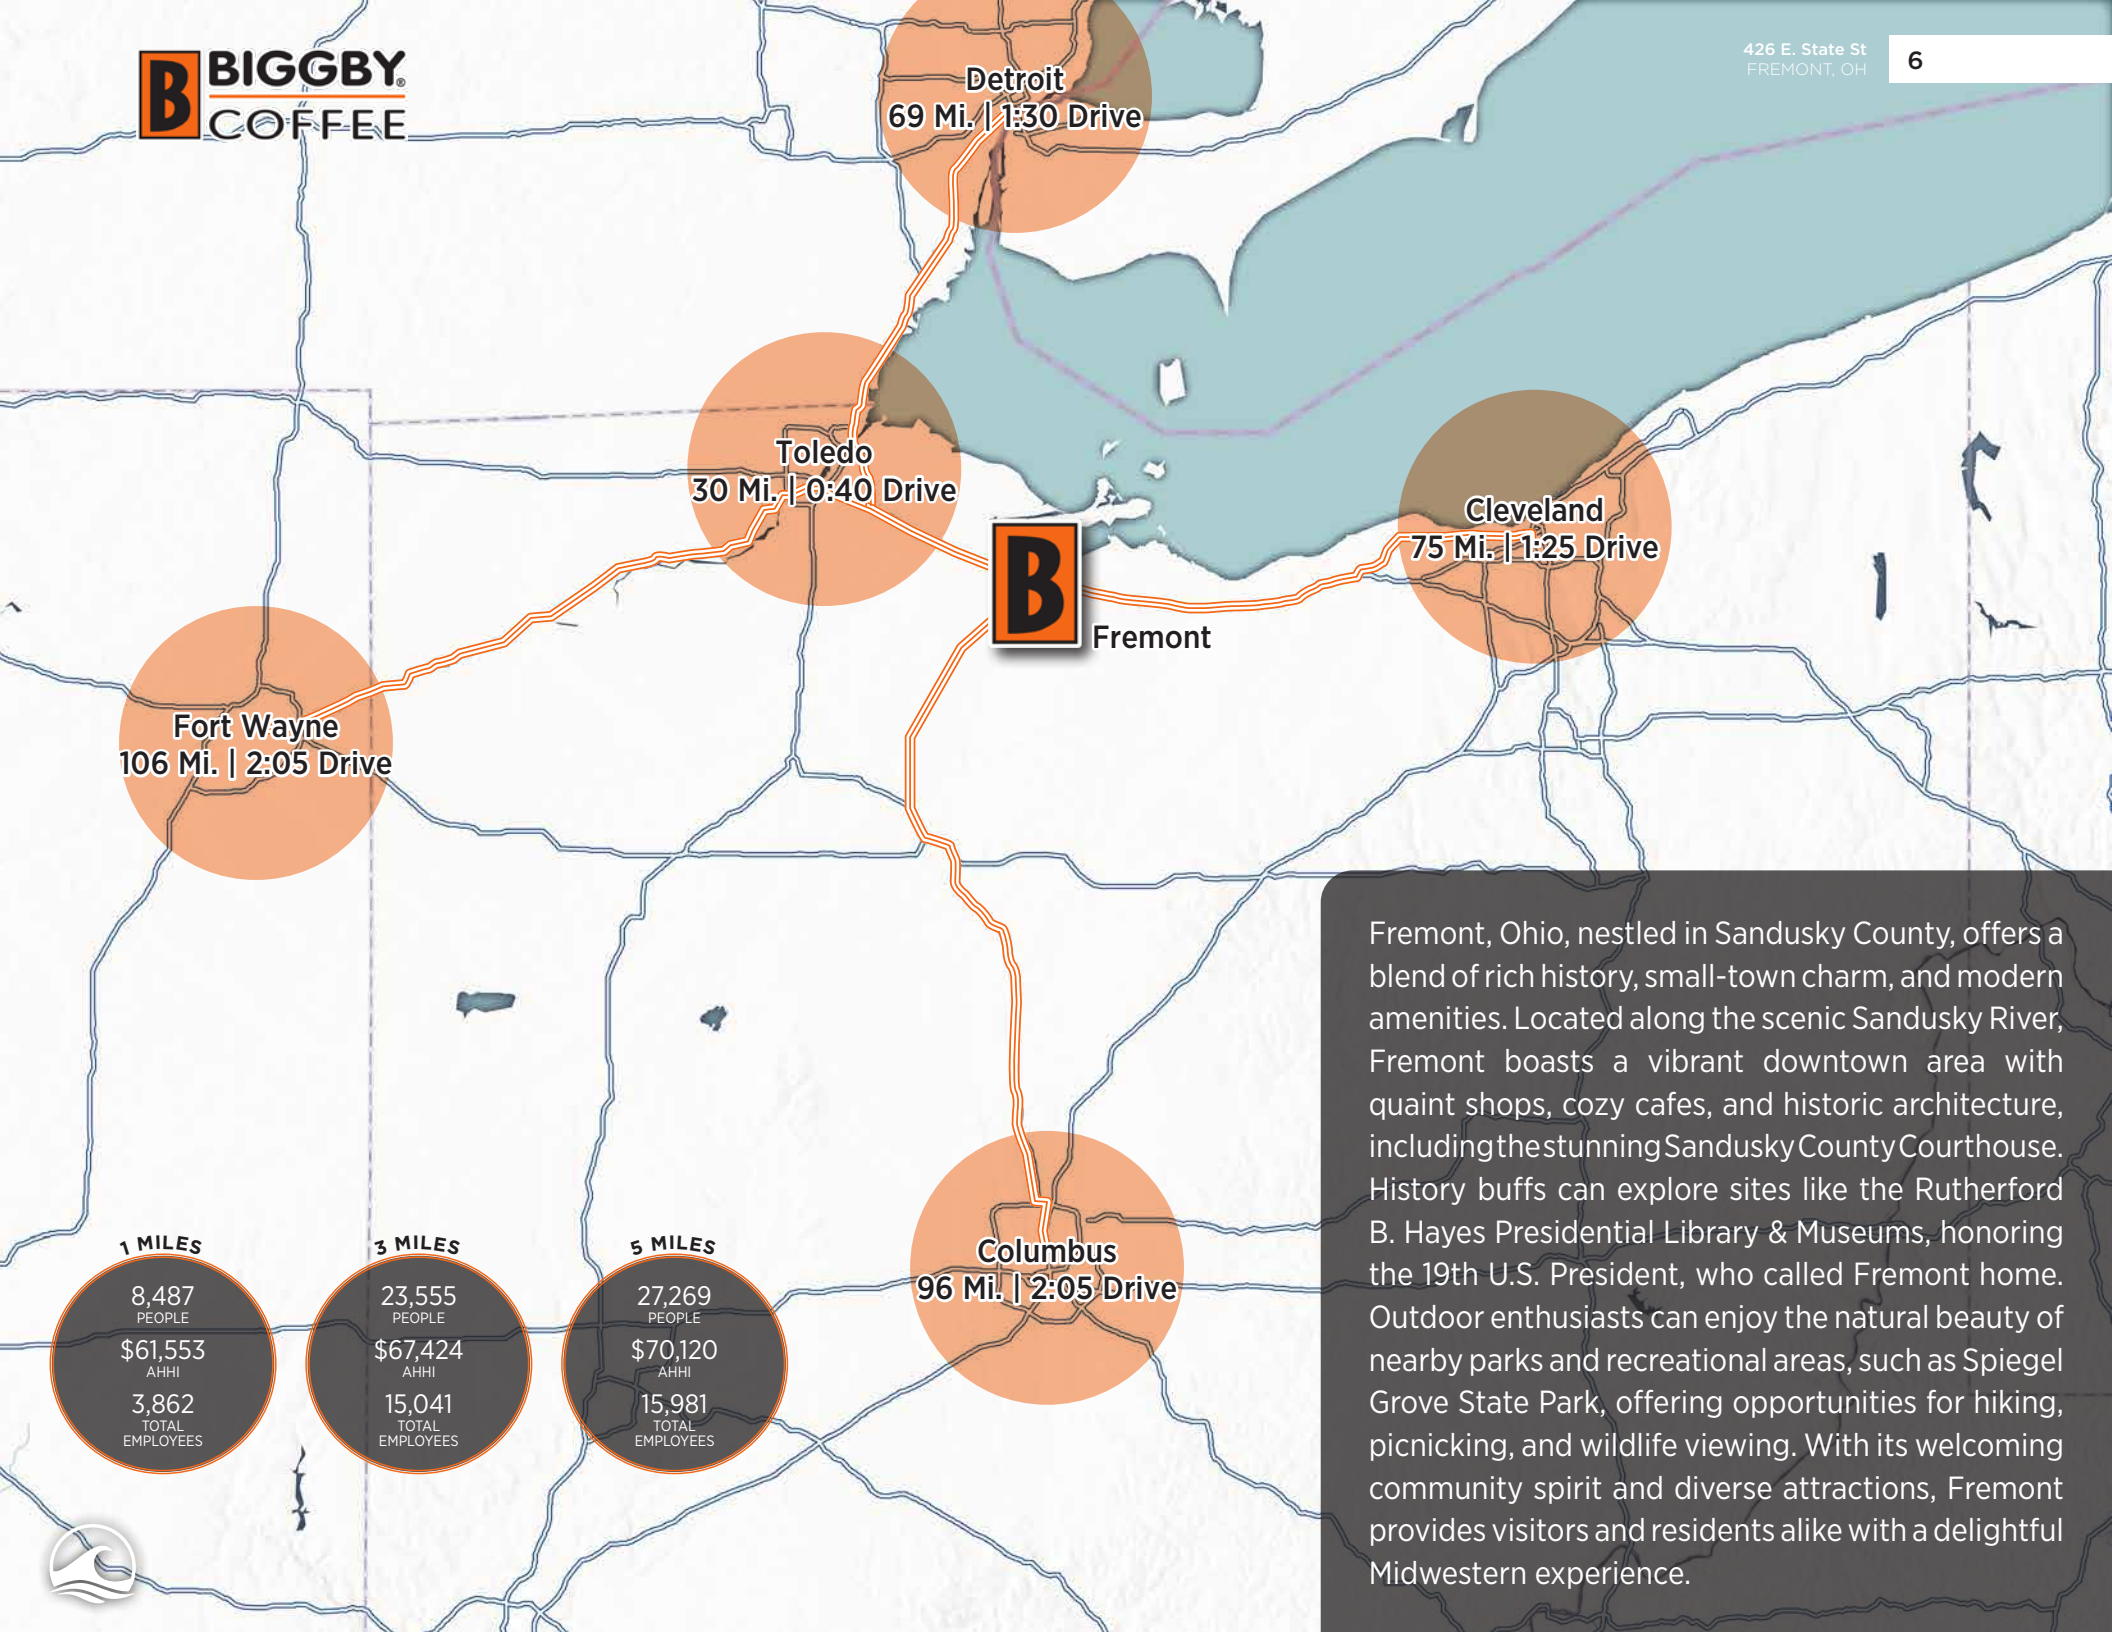 BIGGBY®
COFFEE
426 E. State St
FREMONT, OH
6
Detroit
69 Mi. | 1:30 Drive
Toledo
30 Mi. | 0:40 Drive
Cleveland
75 Mi. | 1:25 Drive
B
Fremont
Fort Wayne
106 Mi. | 2:05 Drive
Columbus
96 Mi. | 2:05 Drive
1 MILES
8,487
PEOPLE
$61,553
AHHI
3,862
TOTAL
EMPLOYEES
3 MILES
23,555
PEOPLE
$67,424
AHHI
15,041
TOTAL
EMPLOYEES
5 MILES
27,269
PEOPLE
$70,120
AHHI
15,981
TOTAL
EMPLOYEES
Fremont, Ohio, nestled in Sandusky County, offers a
blend of rich history, small-town charm, and modern
amenities. Located along the scenic Sandusky River,
Fremont boasts a vibrant downtown area with
quaint shops, cozy cafes, and historic architecture,
including the stunning Sandusky County Courthouse.
History buffs can explore sites like the Rutherford
B. Hayes Presidential Library & Museums, honoring
the 19th U.S. President, who called Fremont home.
Outdoor enthusiasts can enjoy the natural beauty of
nearby parks and recreational areas, such as Spiegel
Grove State Park, offering opportunities for hiking,
picnicking, and wildlife viewing. With its welcoming
community spirit and diverse attractions, Fremont
provides visitors and residents alike with a delightful
Midwestern experience.